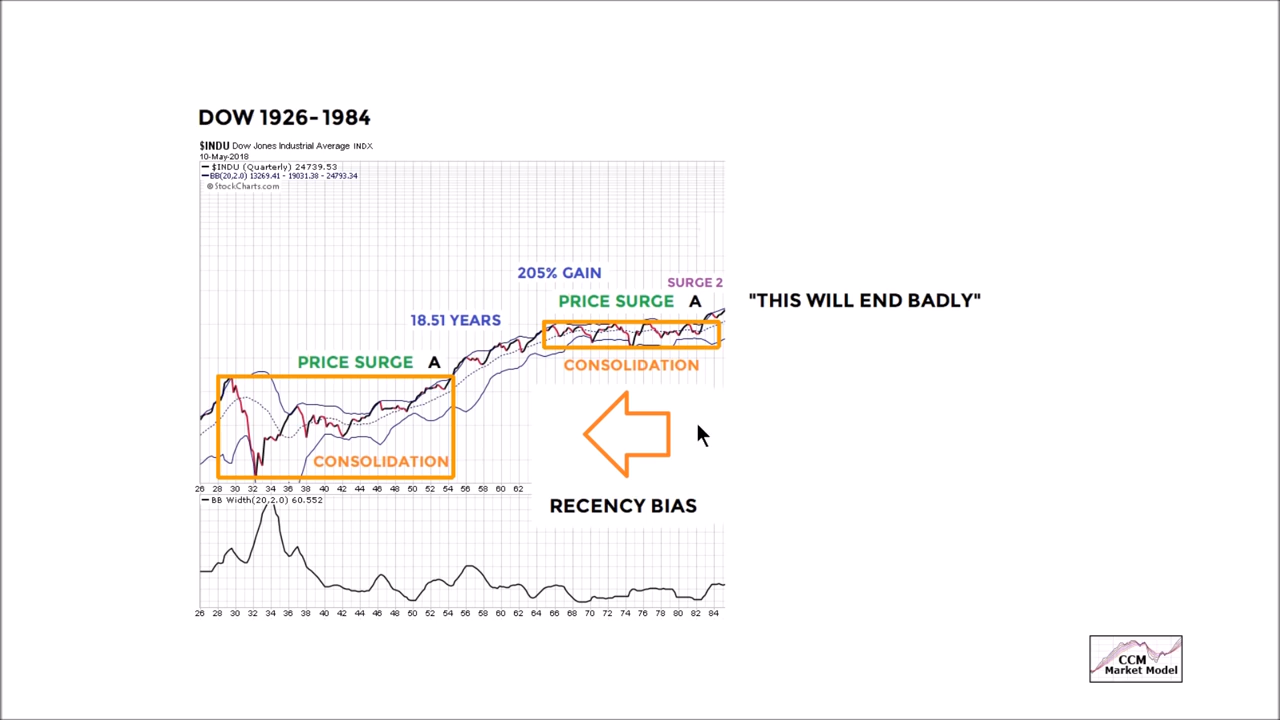 DOW 1926-1984
$INDU Dow Jones Industrial Average INDX
10-May-2018
$INDU (Quarterly) 24739.53
BB(20,2.0) 13269.41 - 19031.38 - 24793.34
©StockCharts.com
205% GAIN
SURGE 2
PRICE SURGE A
"THIS WILL END BADLY"
18.51 YEARS
PRICE SURGE A
CONSOLIDATION
CONSOLIDATION
26 28 30 32 34 36 38 40 42 44 46 48 50 52 54 56 58 60 62
BB Width(20,2.0) 60.552
RECENCY BIAS
26 28 30 32 34 36 38 40 42 44 46 48 50 52 54 56 58 60 62 64 66 68 70 72 74 76 78 80 82 84
CCM
Market Model